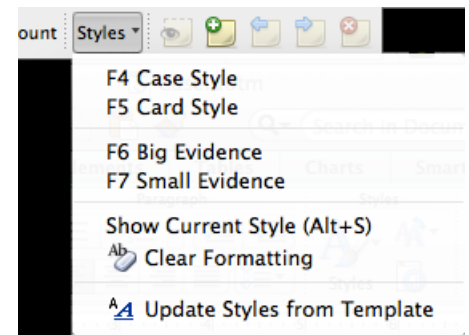 ount Styles
F4 Case Style
F5 Card Style
F6 Big Evidence
F7 Small Evidence
Show Current Style (Alt+S)
Clear Formatting
Update Styles from Template